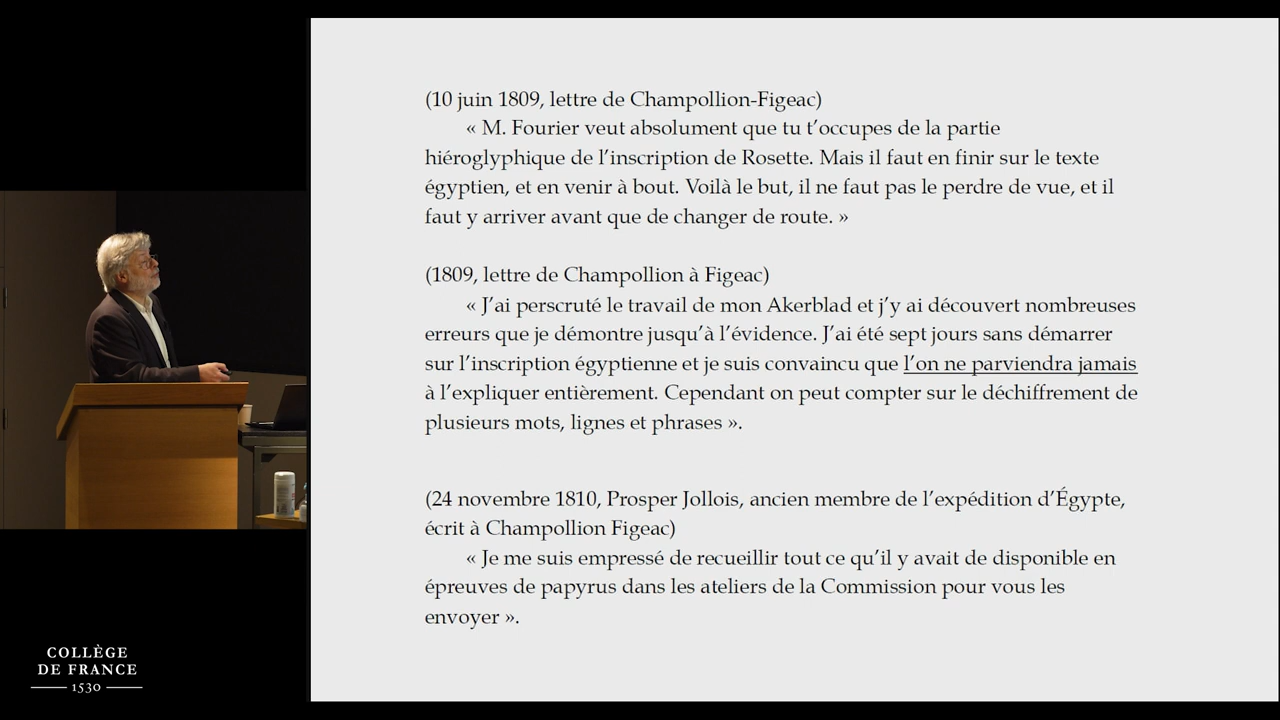 (10 juin 1809, lettre de Champollion-Figeac)
« M. Fourier veut absolument que tu t’occupes de la partie
hiéroglyphique de l’inscription de Rosette. Mais il faut en finir sur le texte
égyptien, et en venir à bout. Voilà le but, il ne faut pas le perdre de vue, et il
faut y arriver avant que de changer de route. »
(1809, lettre de Champollion à Figeac)
« J’ai perscruté le travail de mon Akerblad et j’y ai découvert nombreuses
erreurs que je démontre jusqu’à l’évidence. J’ai été sept jours sans démarrer
sur l’inscription égyptienne et je suis convaincu que l’on ne parviendra jamais
à l’expliquer entièrement. Cependant on peut compter sur le déchiffrement de
plusieurs mots, lignes et phrases ».
(24 novembre 1810, Prosper Jollois, ancien membre de l’expédition d’Égypte,
écrit à Champollion Figeac)
« Je me suis empressé de recueillir tout ce qu’il y avait de disponible en
épreuves de papyrus dans les ateliers de la Commission pour vous les
envoyer ».
COLLÈGE
DE FRANCE
1530